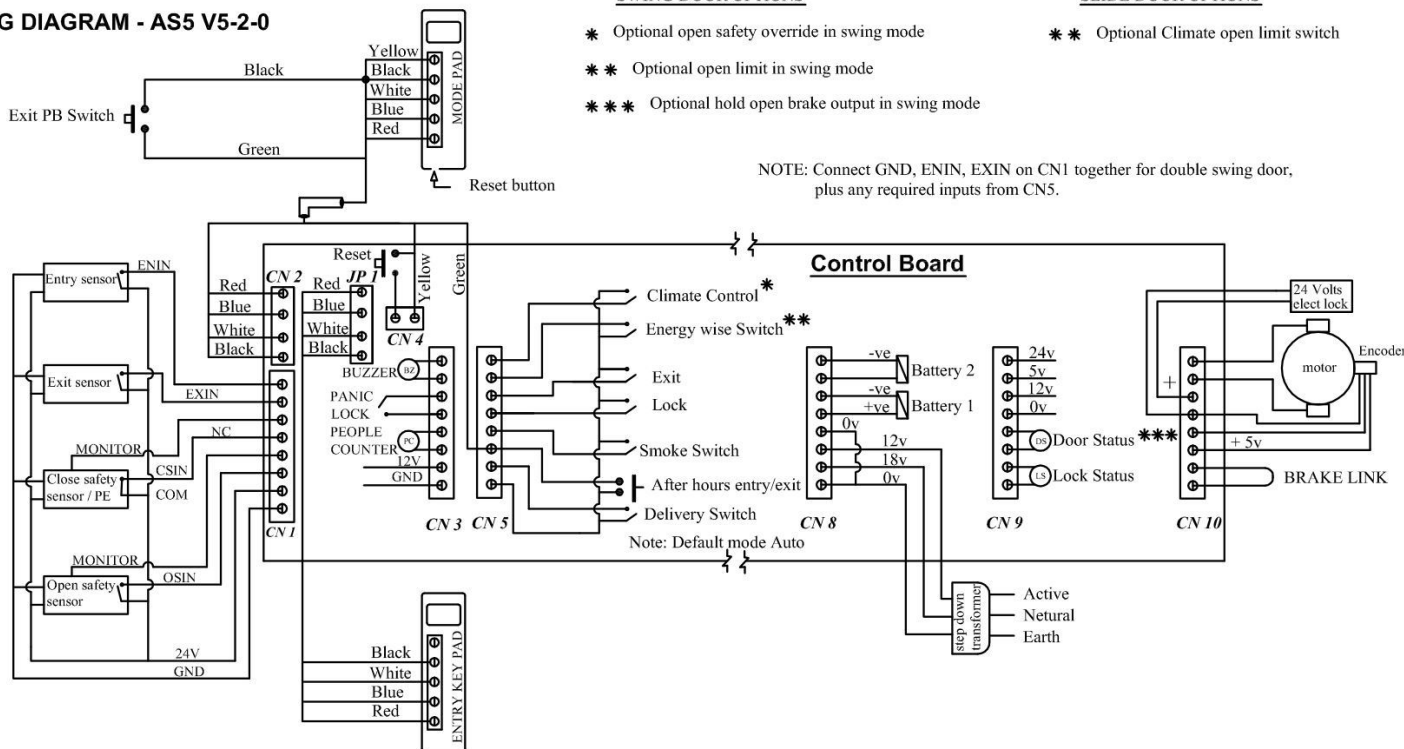 G DIAGRAM - AS5 V5-2-0
* Optional open safety override in swing mode
** Optional open limit in swing mode
*** Optional hold open brake output in swing mode
** Optional Climate open limit switch
NOTE: Connect GND, ENIN, EXIN on CN1 together for double swing door,
plus any required inputs from CN5.
Exit PB Switch
Black
Green
Yellow
Black
White
Blue
Red
MODE PAD
Reset button
Control Board
Entry sensor
ENIN
Exit sensor
EXIN
NC
MONITOR
Close safety
sensor / PE
CSIN
COM
MONITOR
Open safety
sensor
OSIN
24V
GND
CN 2
Red
Blue
White
Black
CN 1
JP 1
Red
Blue
White
Black
Reset
Yellow
Green
CN 4
BUZZER
BZ
PANIC
LOCK
PEOPLE
COUNTER
PC
12V
GND
CN 3
CN 5
Climate Control *
Energy wise Switch **
Exit
Lock
Smoke Switch
After hours entry/exit
Delivery Switch
Note: Default mode Auto
-ve
Battery 2
-ve
+ve
Battery 1
0v
12v
18v
0v
CN 8
24v
5v
12v
0v
DS
Door Status ***
LS
Lock Status
CN 9
24 Volts
elect lock
Encoder
motor
+
+ 5v
BRAKE LINK
CN 10
step down
transformer
Active
Netural
Earth
Black
White
Blue
Red
ENTRY KEY PAD